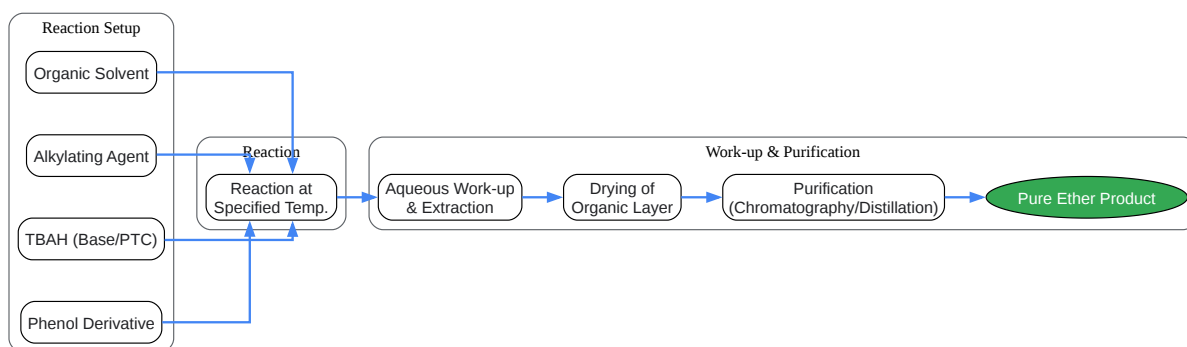 Reaction Setup
Organic Solvent
Alkylating Agent
TBAH (Base/PTC)
Phenol Derivative
Reaction
Reaction at
Specified Temp.
Work-up & Purification
Aqueous Work-up
& Extraction
Drying of
Organic Layer
Purification
(Chromatography/Distillation)
Pure Ether Product